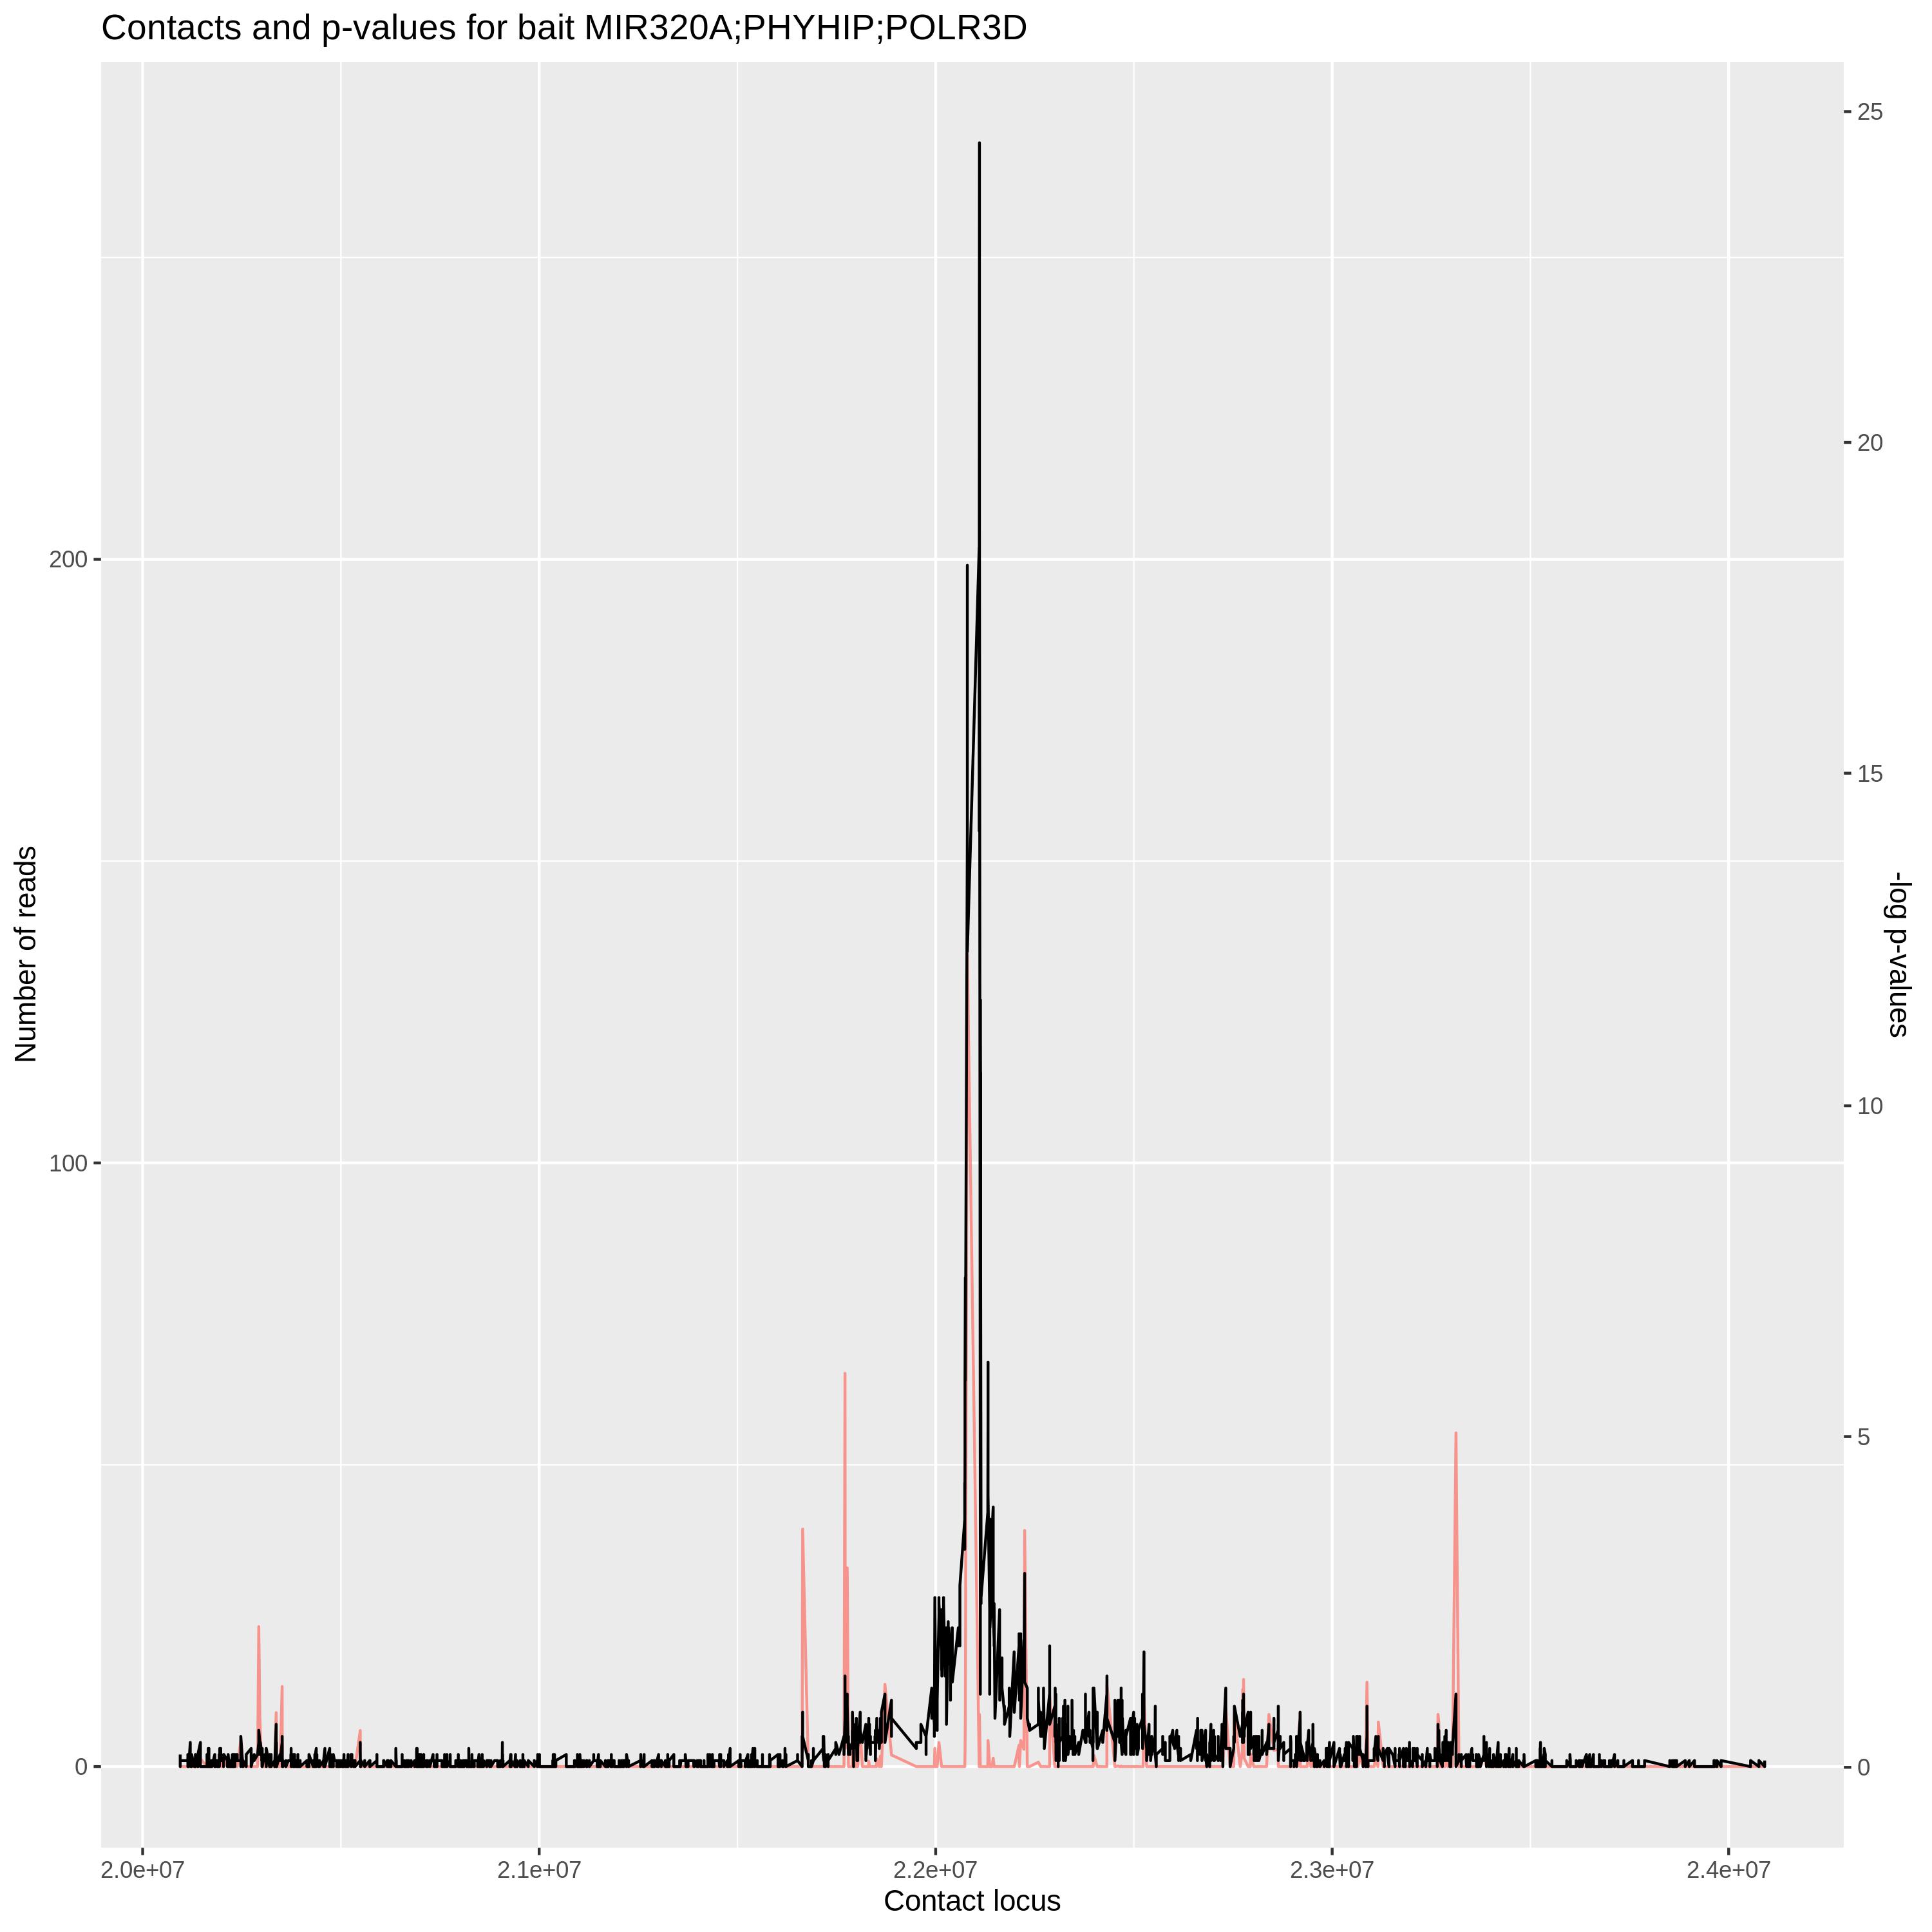 Contacts and p-values for bait MIR320A;PHYHIP;POLR3D
Number of reads
200
100
0
25
20
15
10
5
0
-log p-values
2.0e+07
2.1e+07
2.2e+07
2.3e+07
2.4e+07
Contact locus